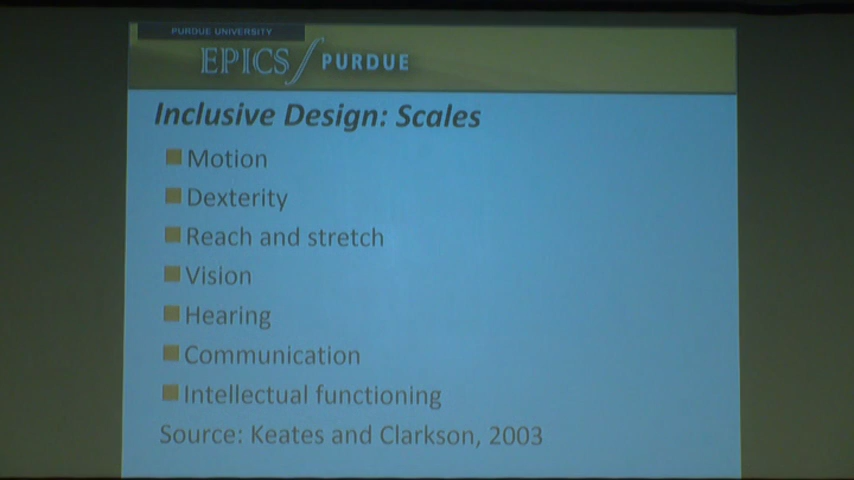 PURDUE UNIVERSITY
EPICS PURDUE
Inclusive Design: Scales
Motion
Dexterity
Reach and stretch
Vision
Hearing
Communication
Intellectual functioning
Source: Keates and Clarkson, 2003